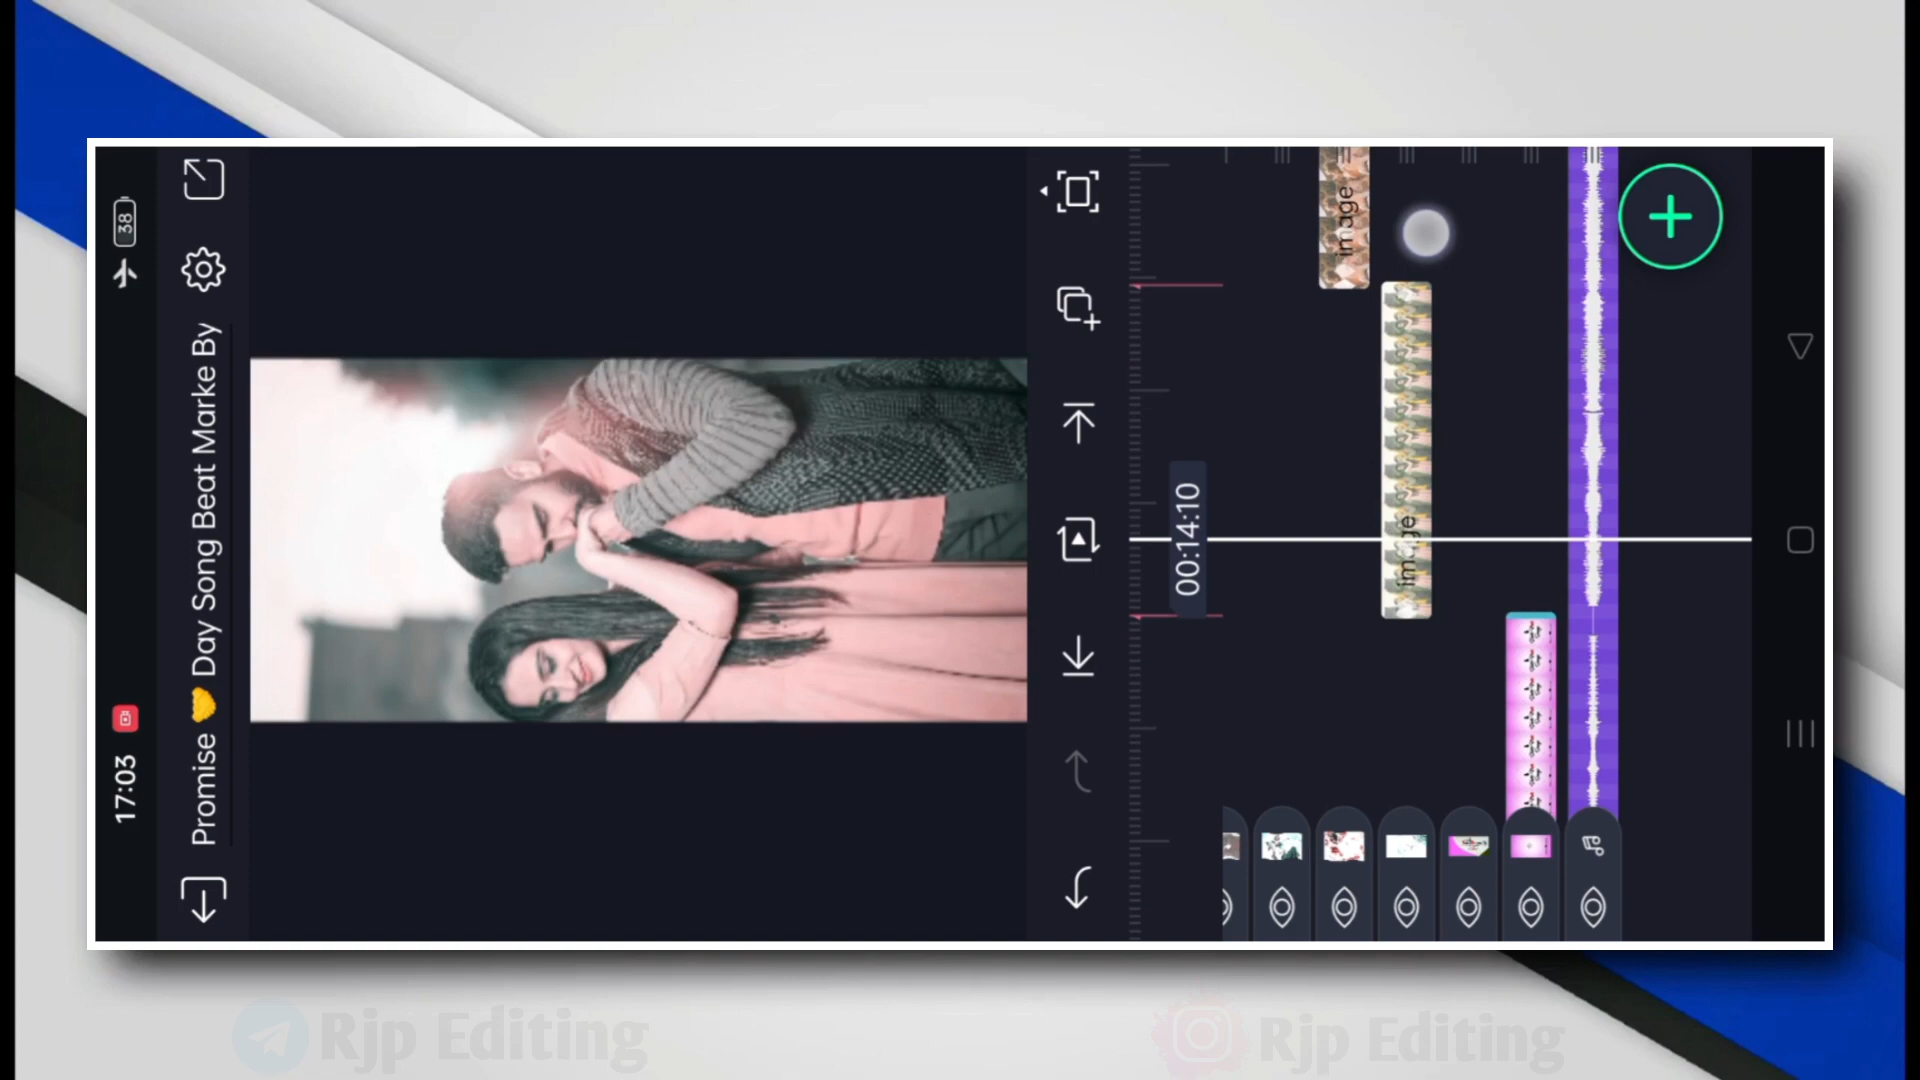 17:03
38
Promise 🤝 Day Song Beat Marke By
00:14:10
image
image
Rjp Editing
Rjp Editing